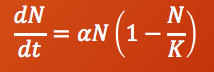 dN/dt = αN (1 − N/K)